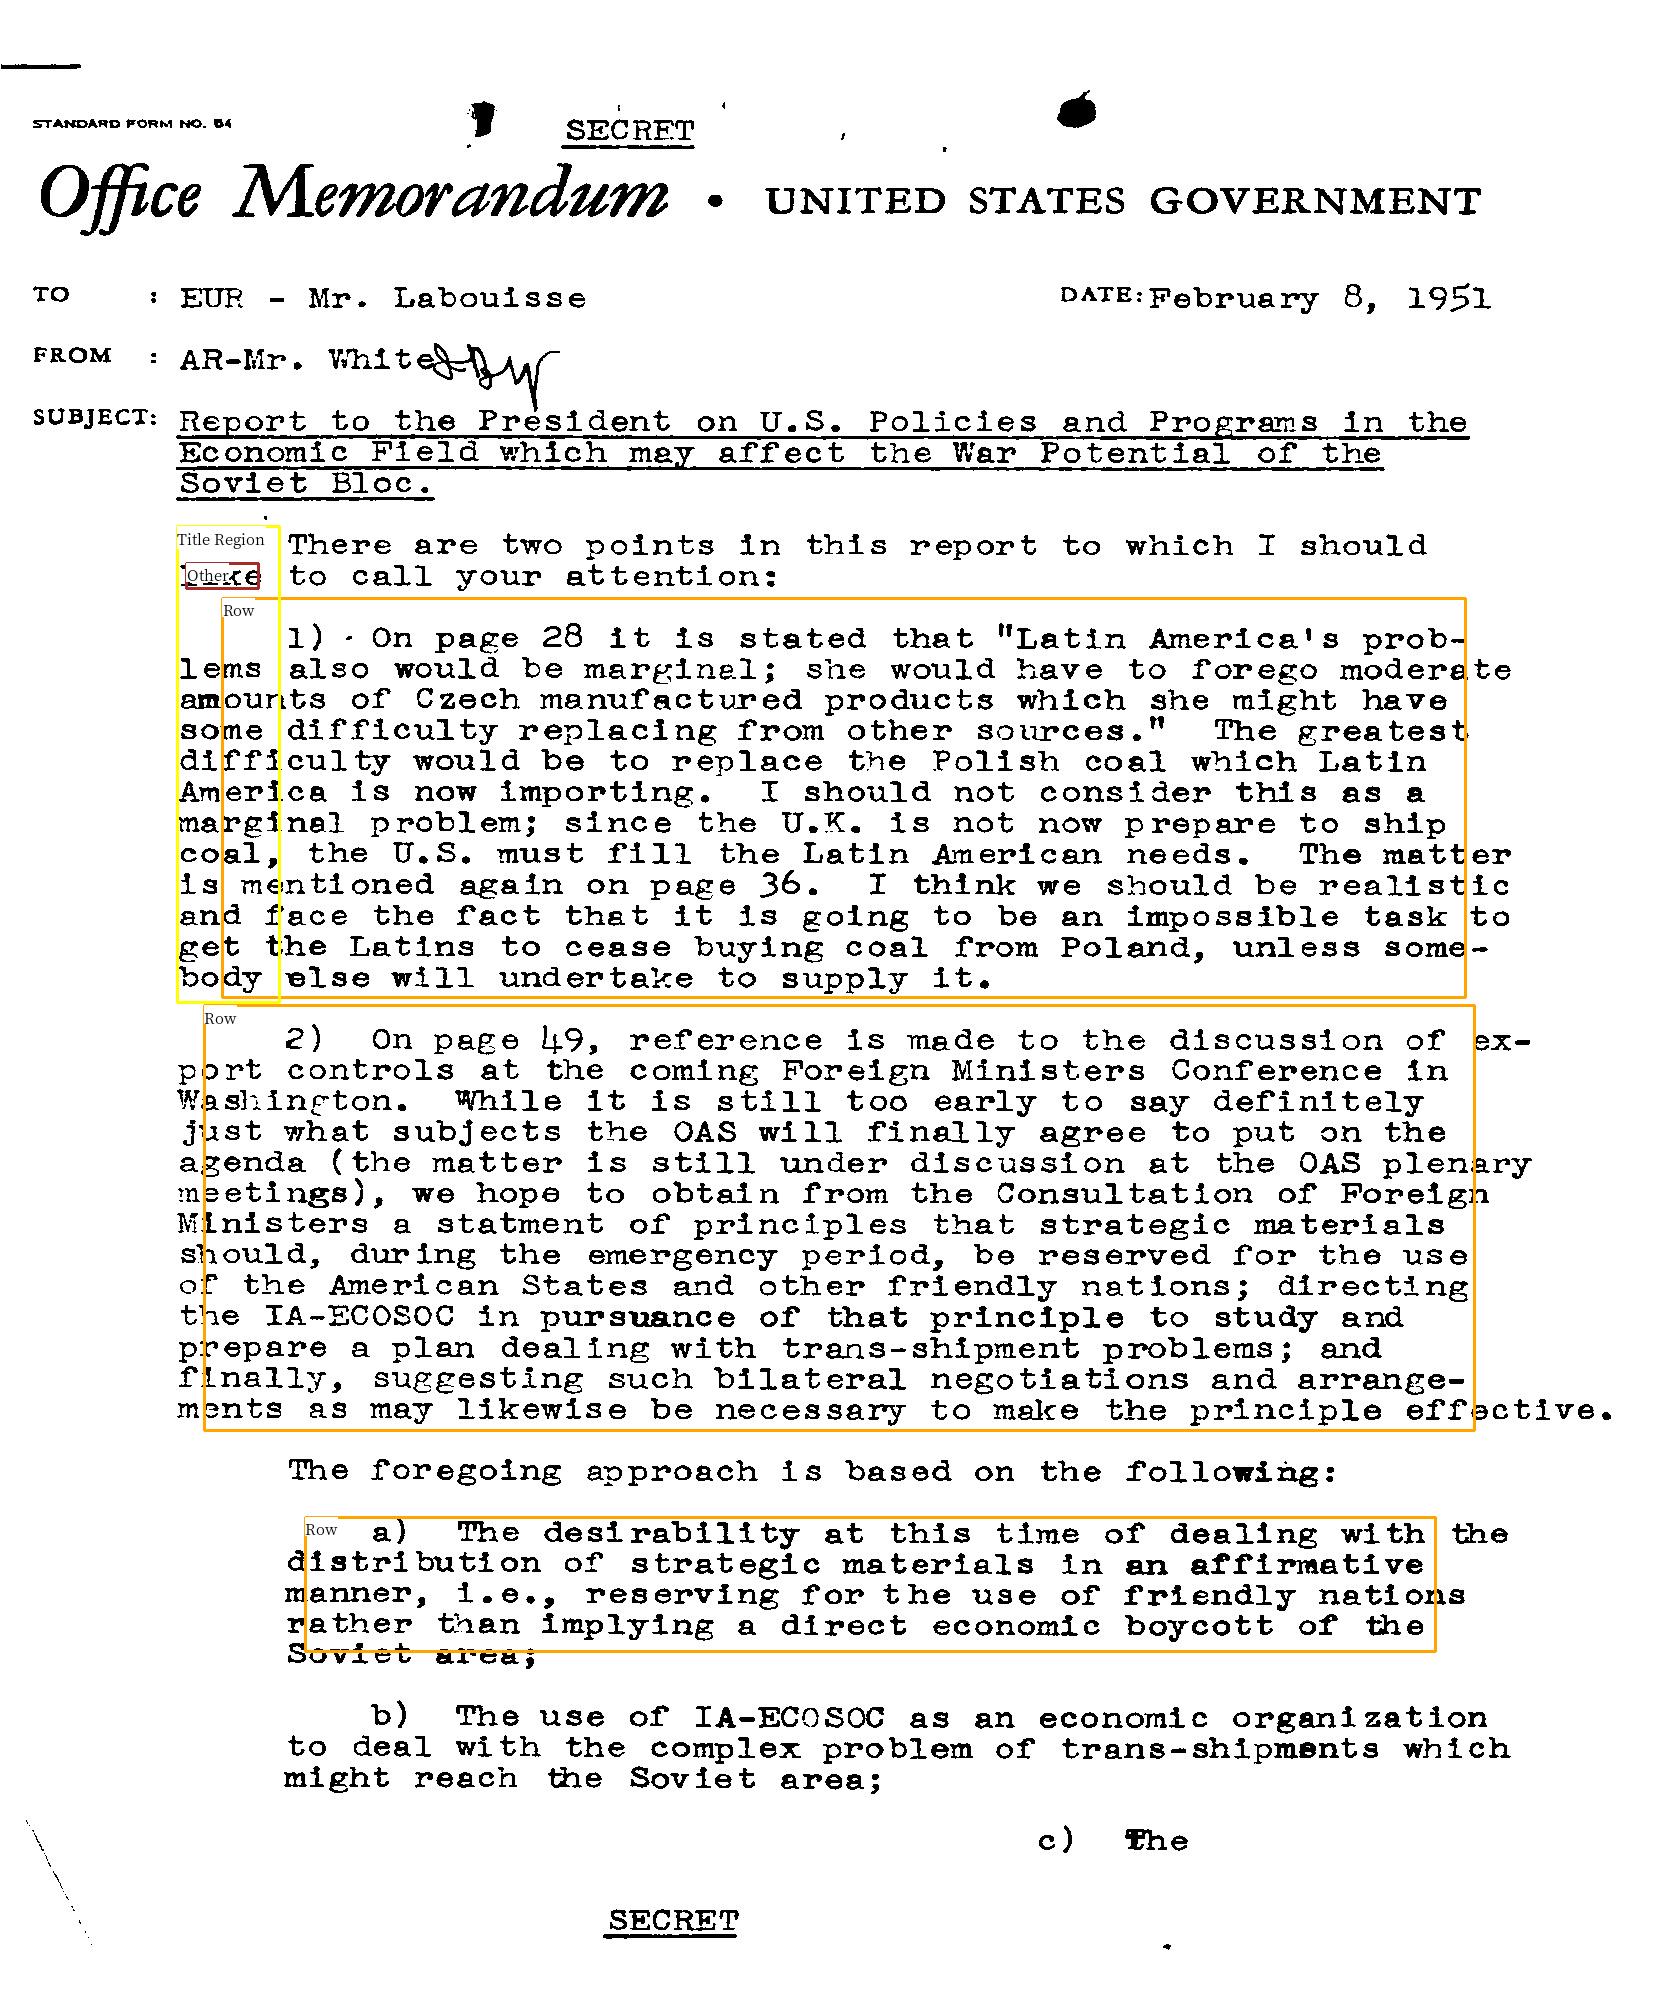 STANDARD FORM NO. 64
SECRET
Office Memorandum • UNITED STATES GOVERNMENT
TO : EUR - Mr. Labouisse DATE: February 8, 1951
FROM : AR-Mr. White
SUBJECT: Report to the President on U.S. Policies and Programs in the
Economic Field which may affect the War Potential of the
Soviet Bloc.
Title Region There are two points in this report to which I should
Other to call your attention:
Row
1) On page 28 it is stated that "Latin America's prob-
lems also would be marginal; she would have to forego moderate
amounts of Czech manufactured products which she might have
some difficulty replacing from other sources." The greatest
difficulty would be to replace the Polish coal which Latin
America is now importing. I should not consider this as a
marginal problem; since the U.K. is not now prepare to ship
coal, the U.S. must fill the Latin American needs. The matter
is mentioned again on page 36. I think we should be realistic
and face the fact that it is going to be an impossible task to
get the Latins to cease buying coal from Poland, unless some-
body else will undertake to supply it.
Row
2) On page 49, reference is made to the discussion of ex-
port controls at the coming Foreign Ministers Conference in
Washington. While it is still too early to say definitely
just what subjects the OAS will finally agree to put on the
agenda (the matter is still under discussion at the OAS plenary
meetings), we hope to obtain from the Consultation of Foreign
Ministers a statment of principles that strategic materials
should, during the emergency period, be reserved for the use
of the American States and other friendly nations; directing
the IA-ECOSOC in pursuance of that principle to study and
prepare a plan dealing with trans-shipment problems; and
finally, suggesting such bilateral negotiations and arrange-
ments as may likewise be necessary to make the principle effective.
The foregoing approach is based on the following:
Row a) The desirability at this time of dealing with the
distribution of strategic materials in an affirmative
manner, i.e., reserving for the use of friendly nations
rather than implying a direct economic boycott of the
Soviet area;
b) The use of IA-ECOSOC as an economic organization
to deal with the complex problem of trans-shipments which
might reach the Soviet area;
c) The
SECRET